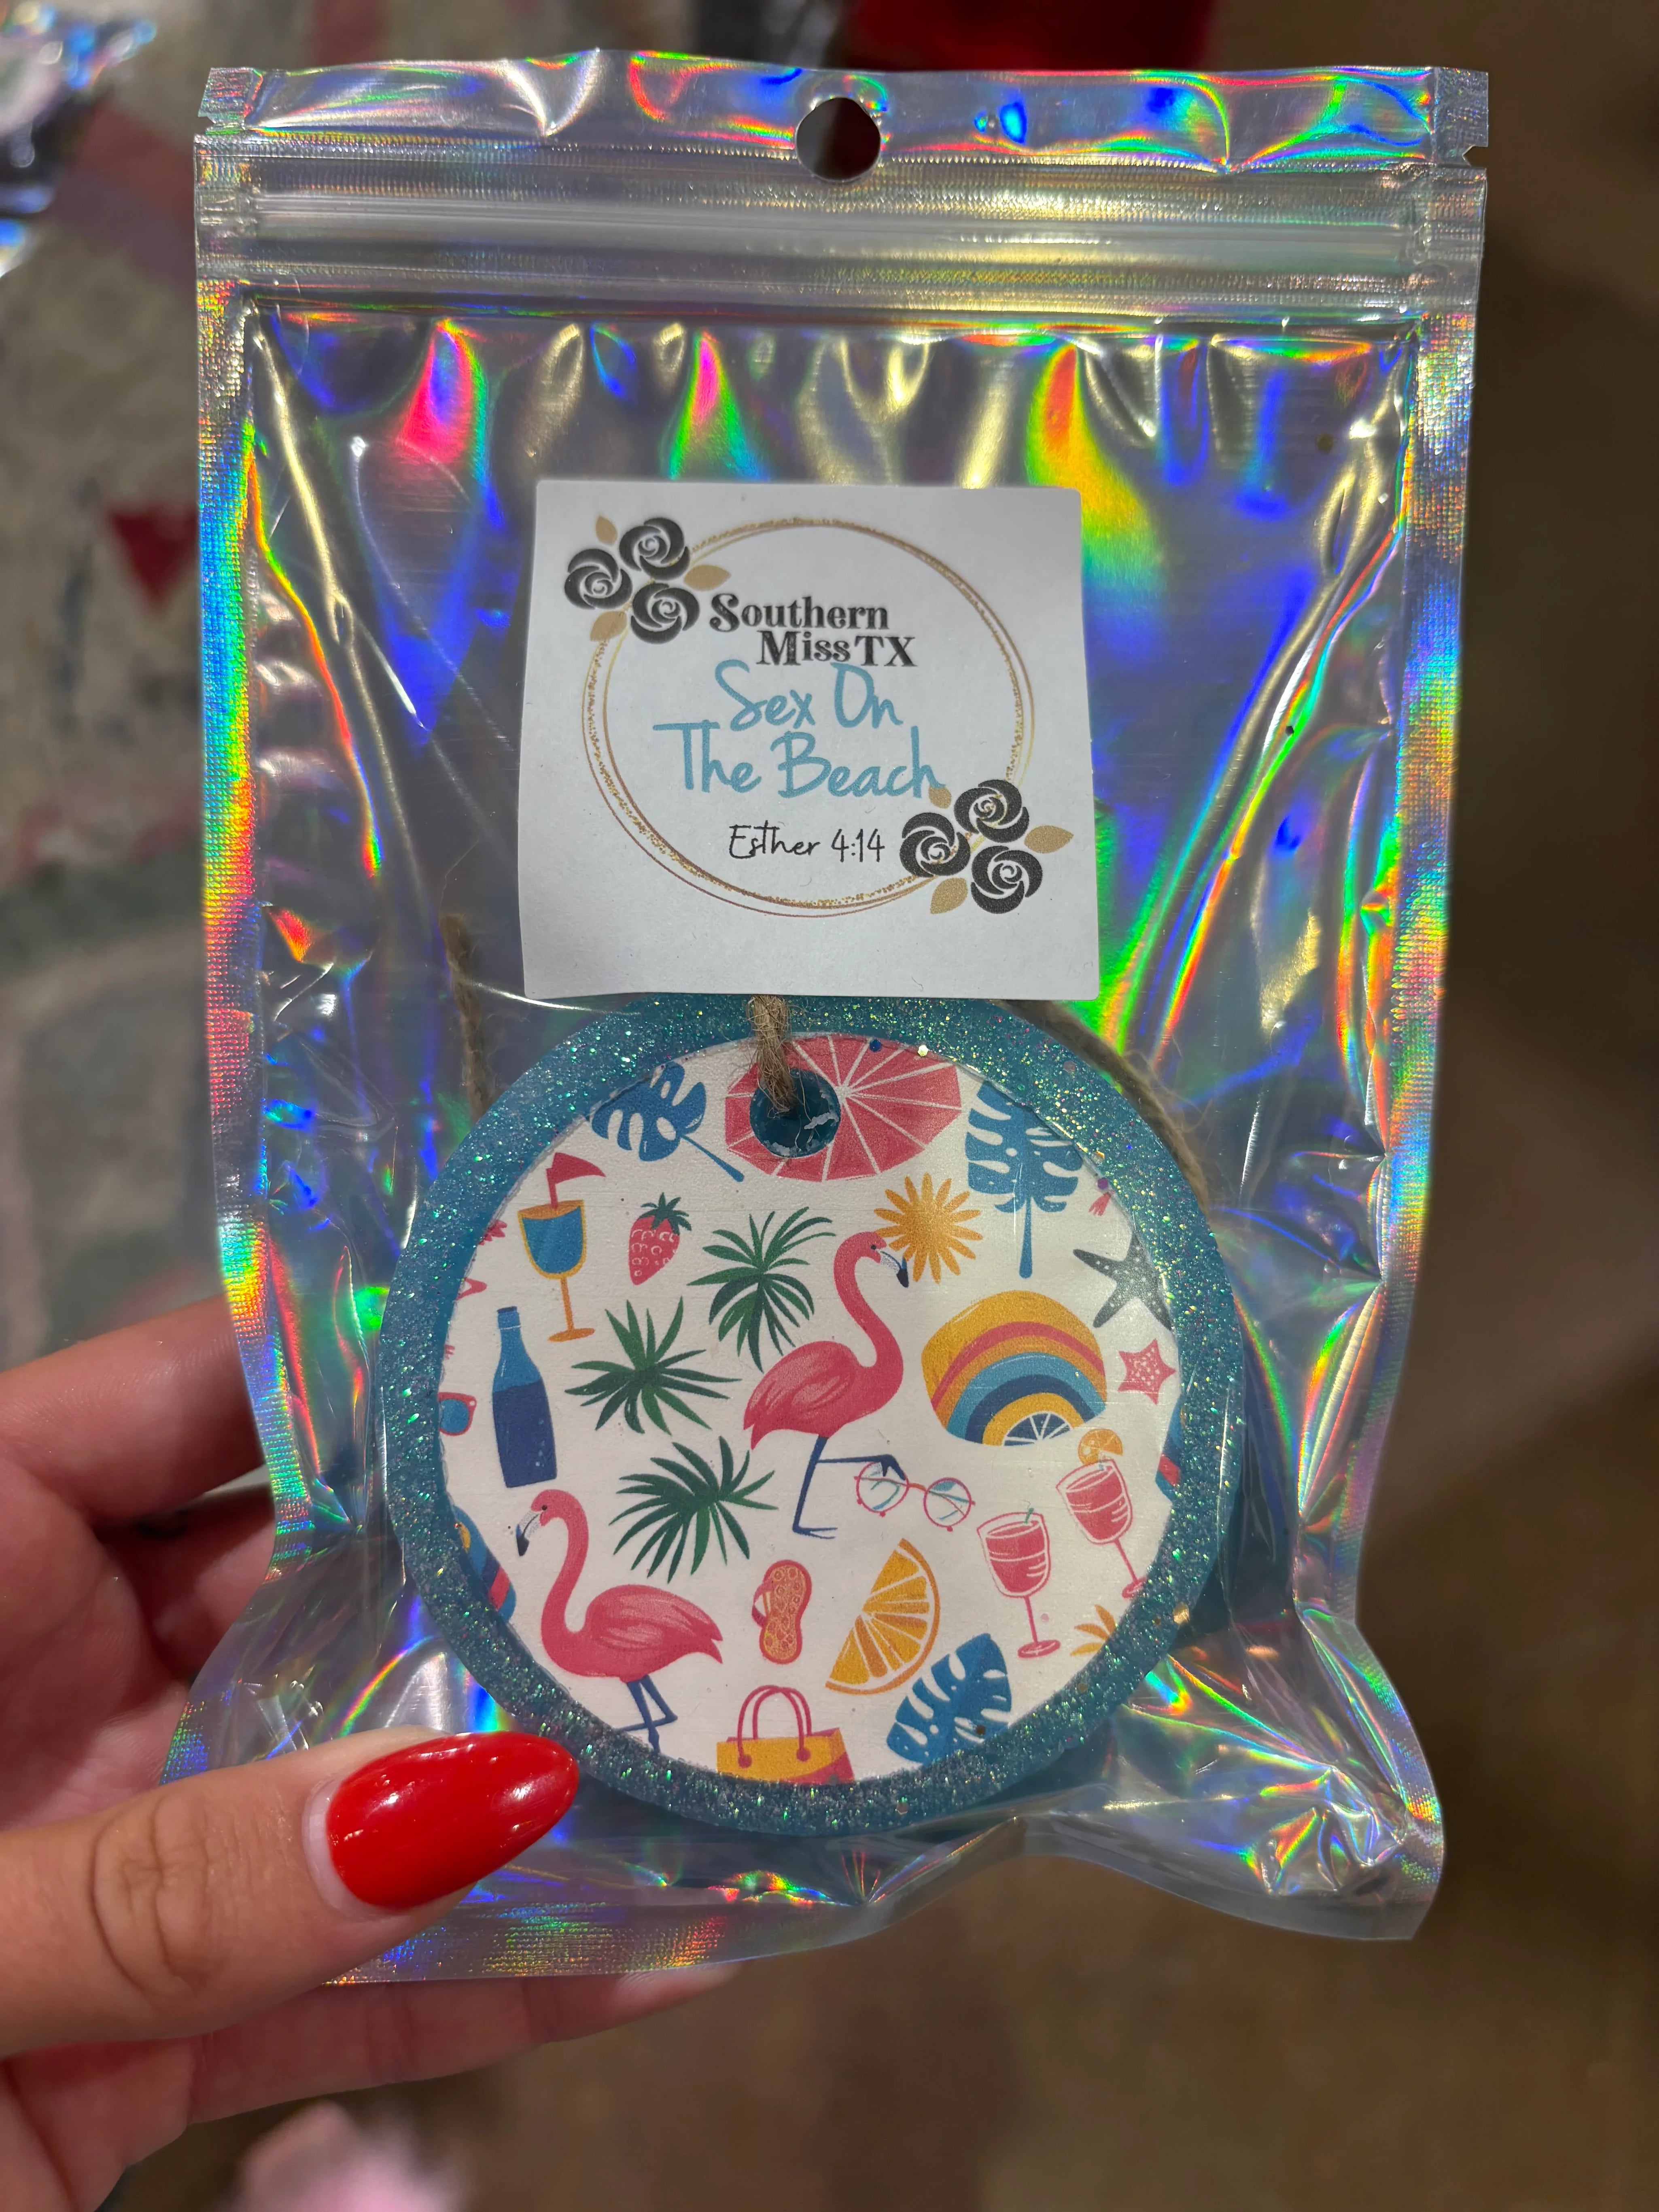 Southern
Miss TX
Sex On
The Beach
Esther 4:14